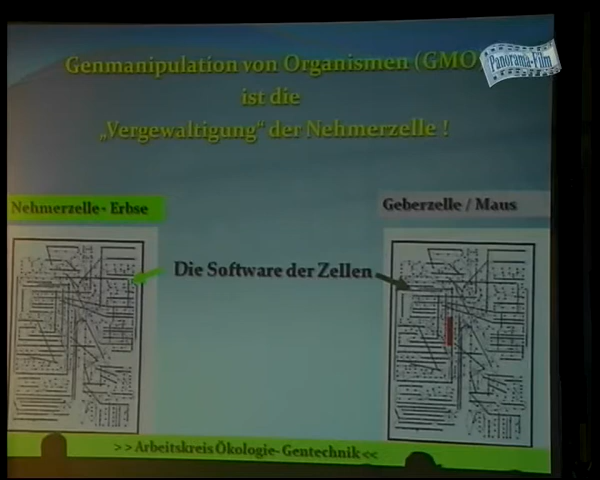 Genmanipulation von Organismen (GMO
Panorama-Film
ist die
„Vergewaltigung“ der Nehmerzelle !
Nehmerzelle - Erbse
Geberzelle / Maus
Die Software der Zellen
>> Arbeitskreis Ökologie- Gentechnik <<